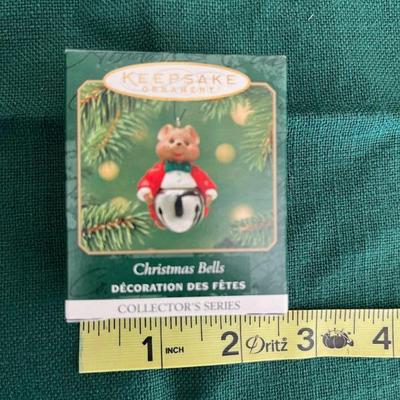 KEEPSAKE
ORNAMENT
Christmas Bells
DÉCORATION DES FÊTES
COLLECTOR'S SERIES
1 INCH 2 Dritz 3 4